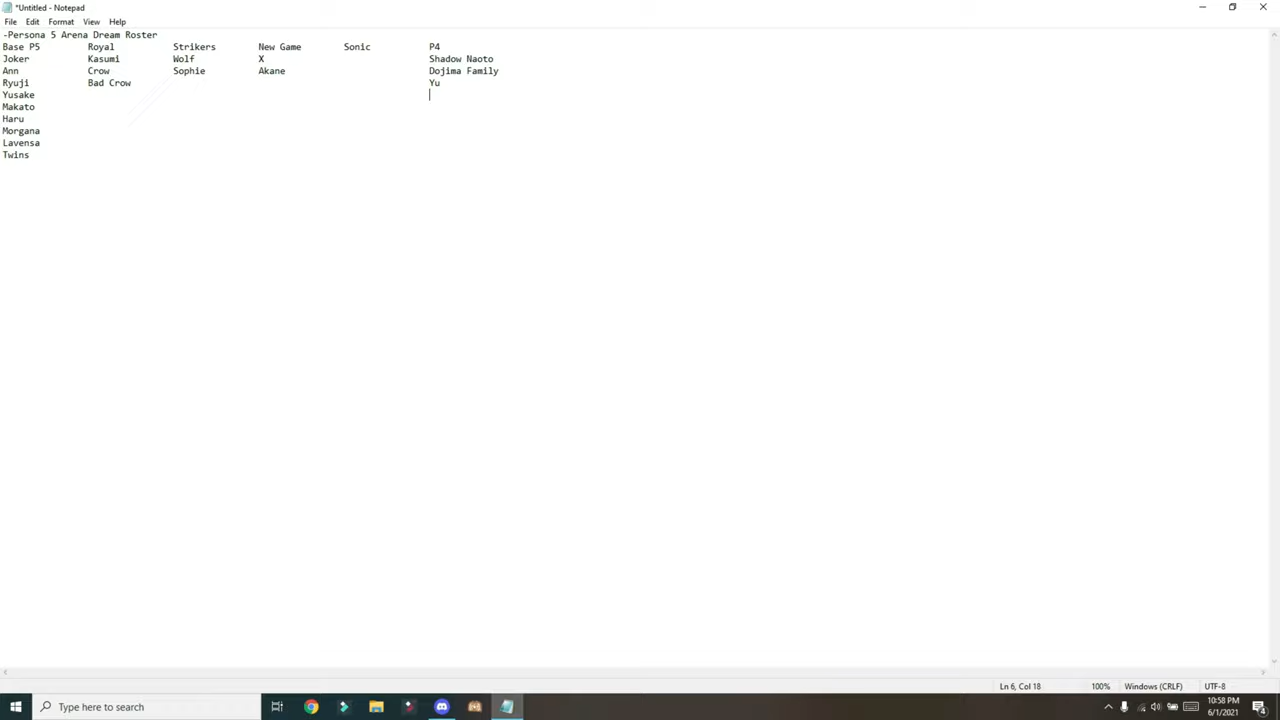 *Untitled - Notepad
File Edit Format View Help
-Persona 5 Arena Dream Roster
Base P5 Royal Strikers New Game Sonic P4
Joker Kasumi Wolf X Shadow Naoto
Ann Crow Sophie Akane Dojima Family
Ryuji Bad Crow Yu
Yusake
Makato
Haru
Morgana
Lavensa
Twins
Ln 6, Col 18 100% Windows (CRLF) UTF-8
Type here to search
10:58 PM
6/1/2021
4